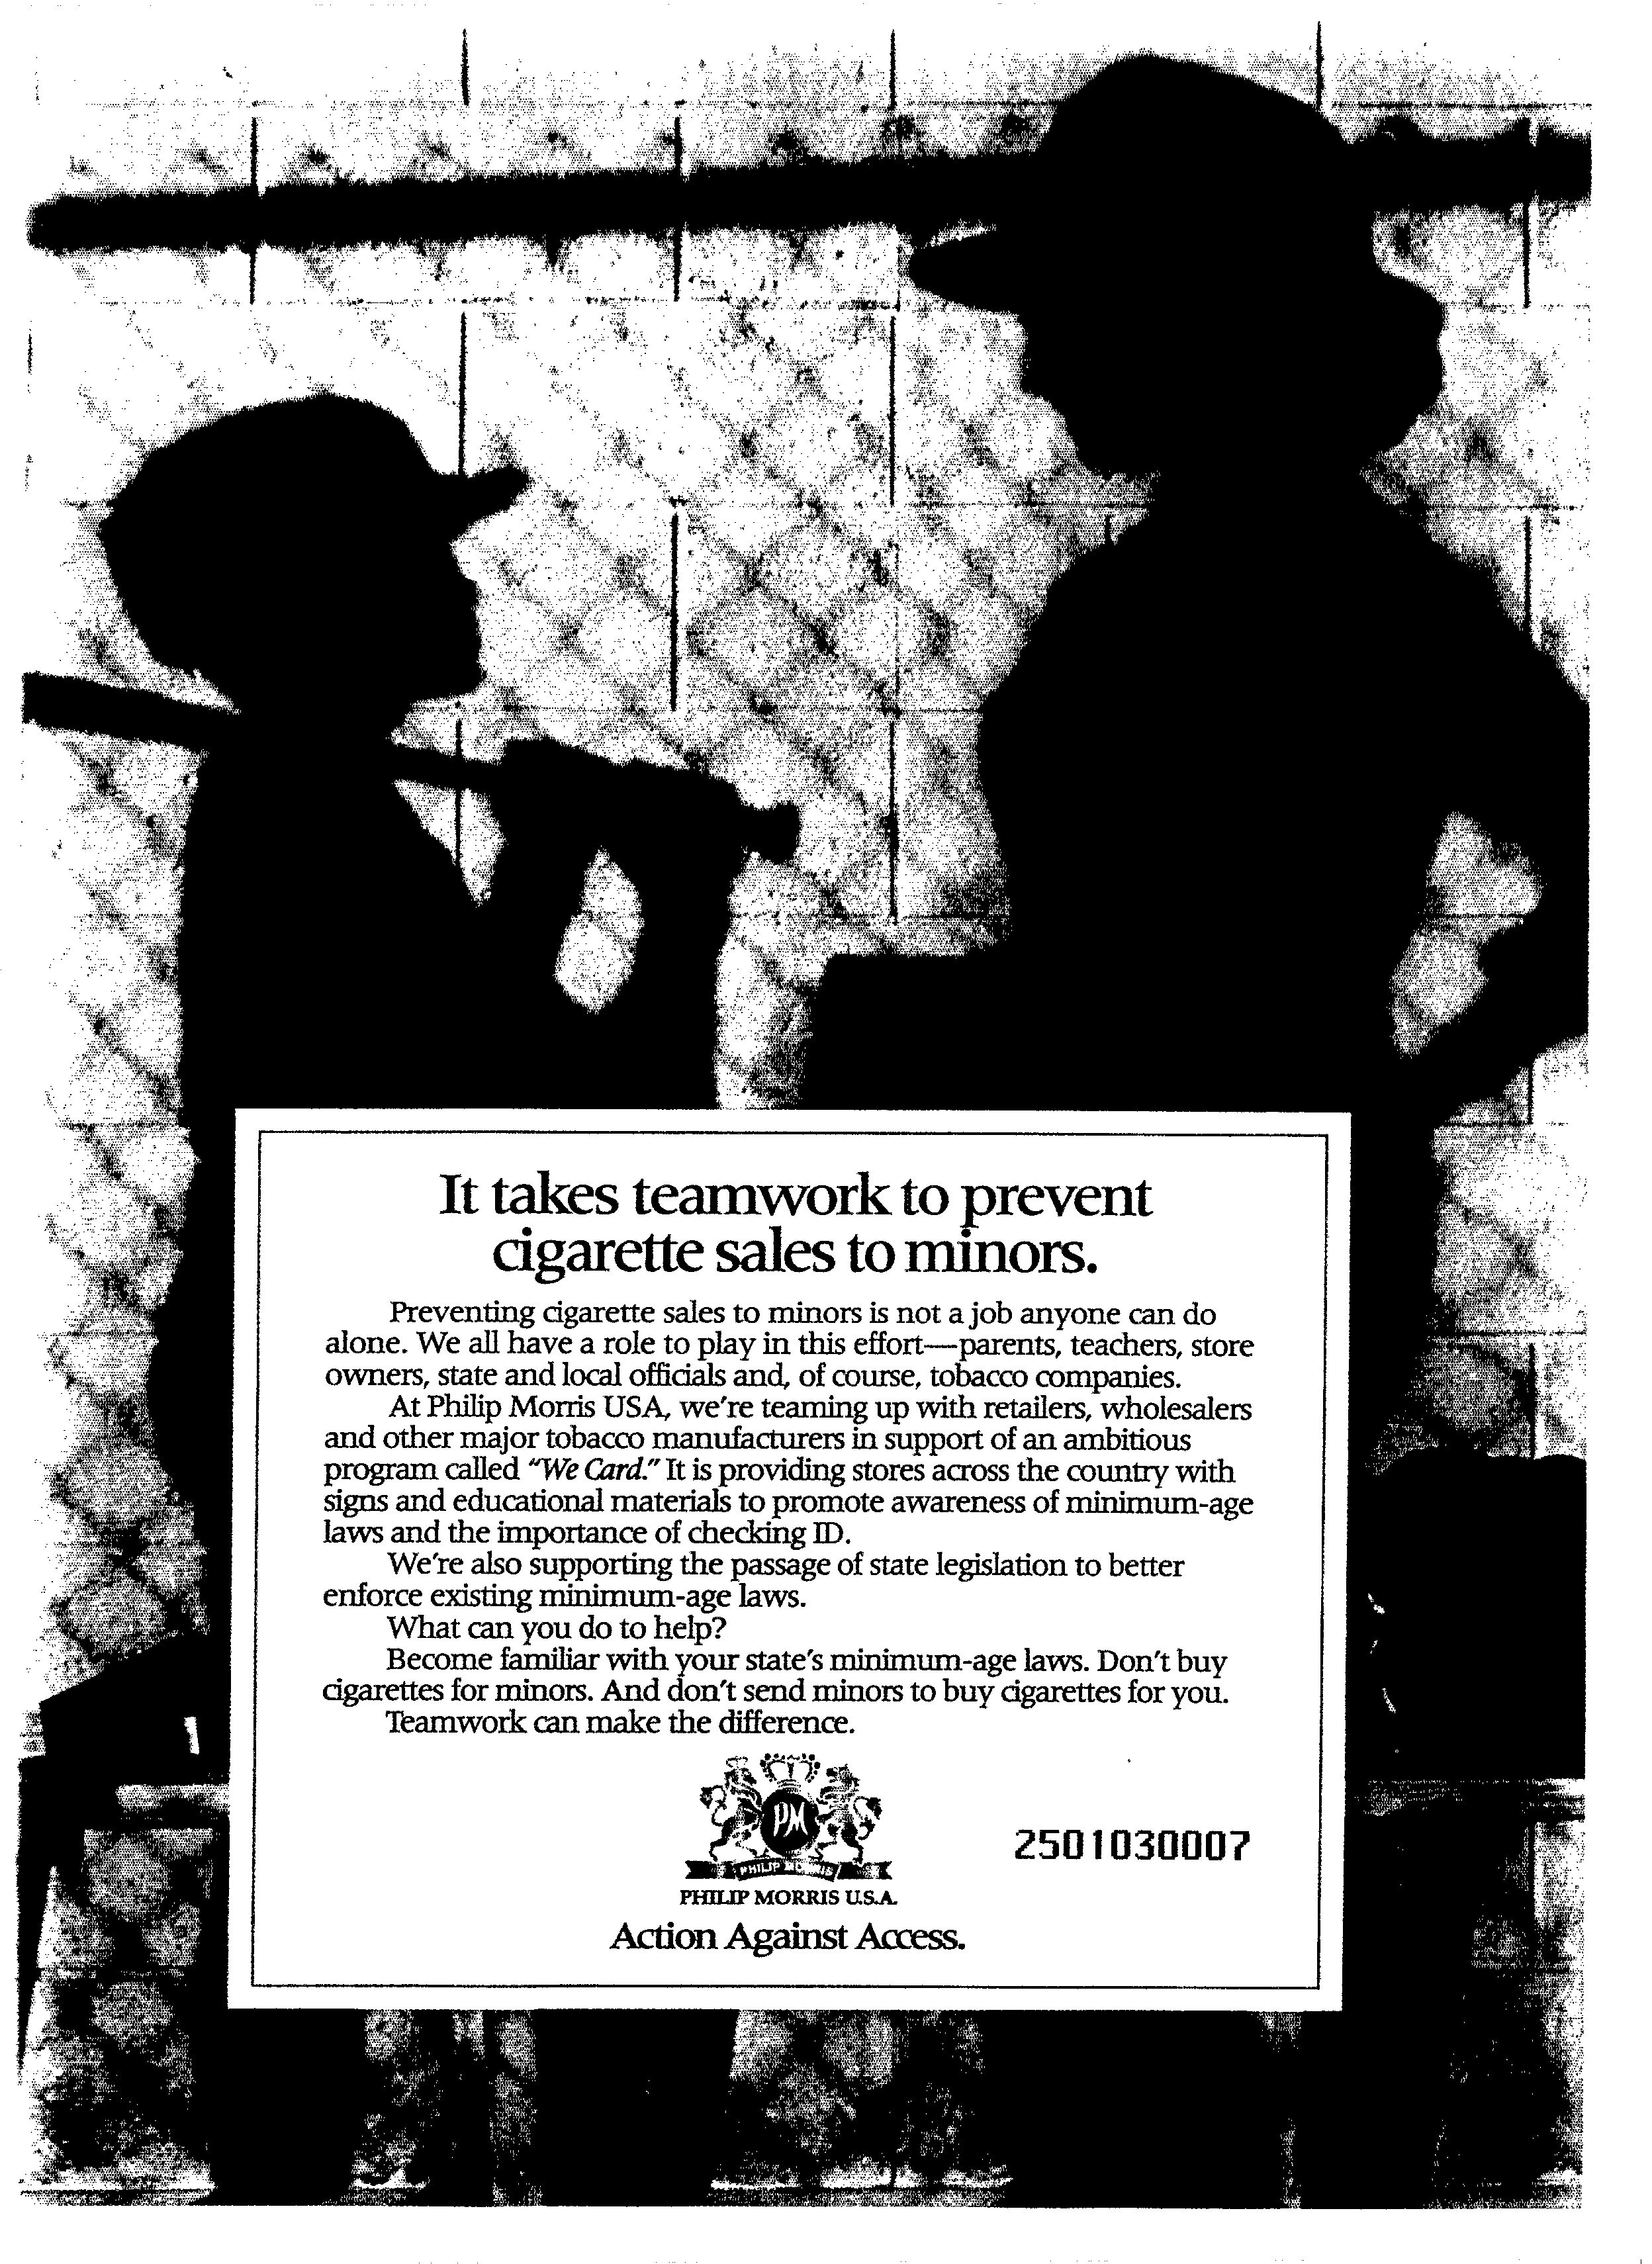 It takes teamwork to prevent
cigarette sales to minors.
Preventing cigarette sales to minors is not a job anyone can do
alone. We all have a role to play in this effort—parents, teachers, store
owners, state and local officials and, of course, tobacco companies.
At Philip Morris USA, we're teaming up with retailers, wholesalers
and other major tobacco manufacturers in support of an ambitious
program called "We Card." It is providing stores across the country with
signs and educational materials to promote awareness of minimum-age
laws and the importance of checking ID.
We're also supporting the passage of state legislation to better
enforce existing minimum-age laws.
What can you do to help?
Become familiar with your state's minimum-age laws. Don't buy
cigarettes for minors. And don't send minors to buy cigarettes for you.
Teamwork can make the difference.
PM
PHILIP MORRIS
2501030007
PHILIP MORRIS U.S.A.
Action Against Access.